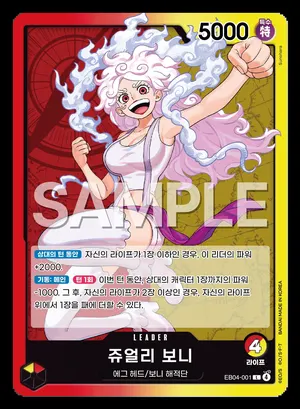 5000
특수
特
SAMPLE
상대의 턴 동안 자신의 라이프가 1장 이하인 경우, 이 리더의 파워
+2000.
기동: 메인 턴 1회 이번 턴 동안, 상대의 캐릭터 1장까지의 파워
-1000. 그 후, 자신의 라이프가 2장 이상인 경우, 자신의 라이프
위에서 1장을 패에 더할 수 있다.
LEADER
쥬얼리 보니
에그 헤드/보니 해적단
4
라이프
EB04-001 L